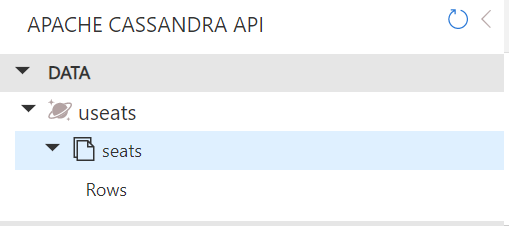 APACHE CASSANDRA API
DATA
useats
seats
Rows